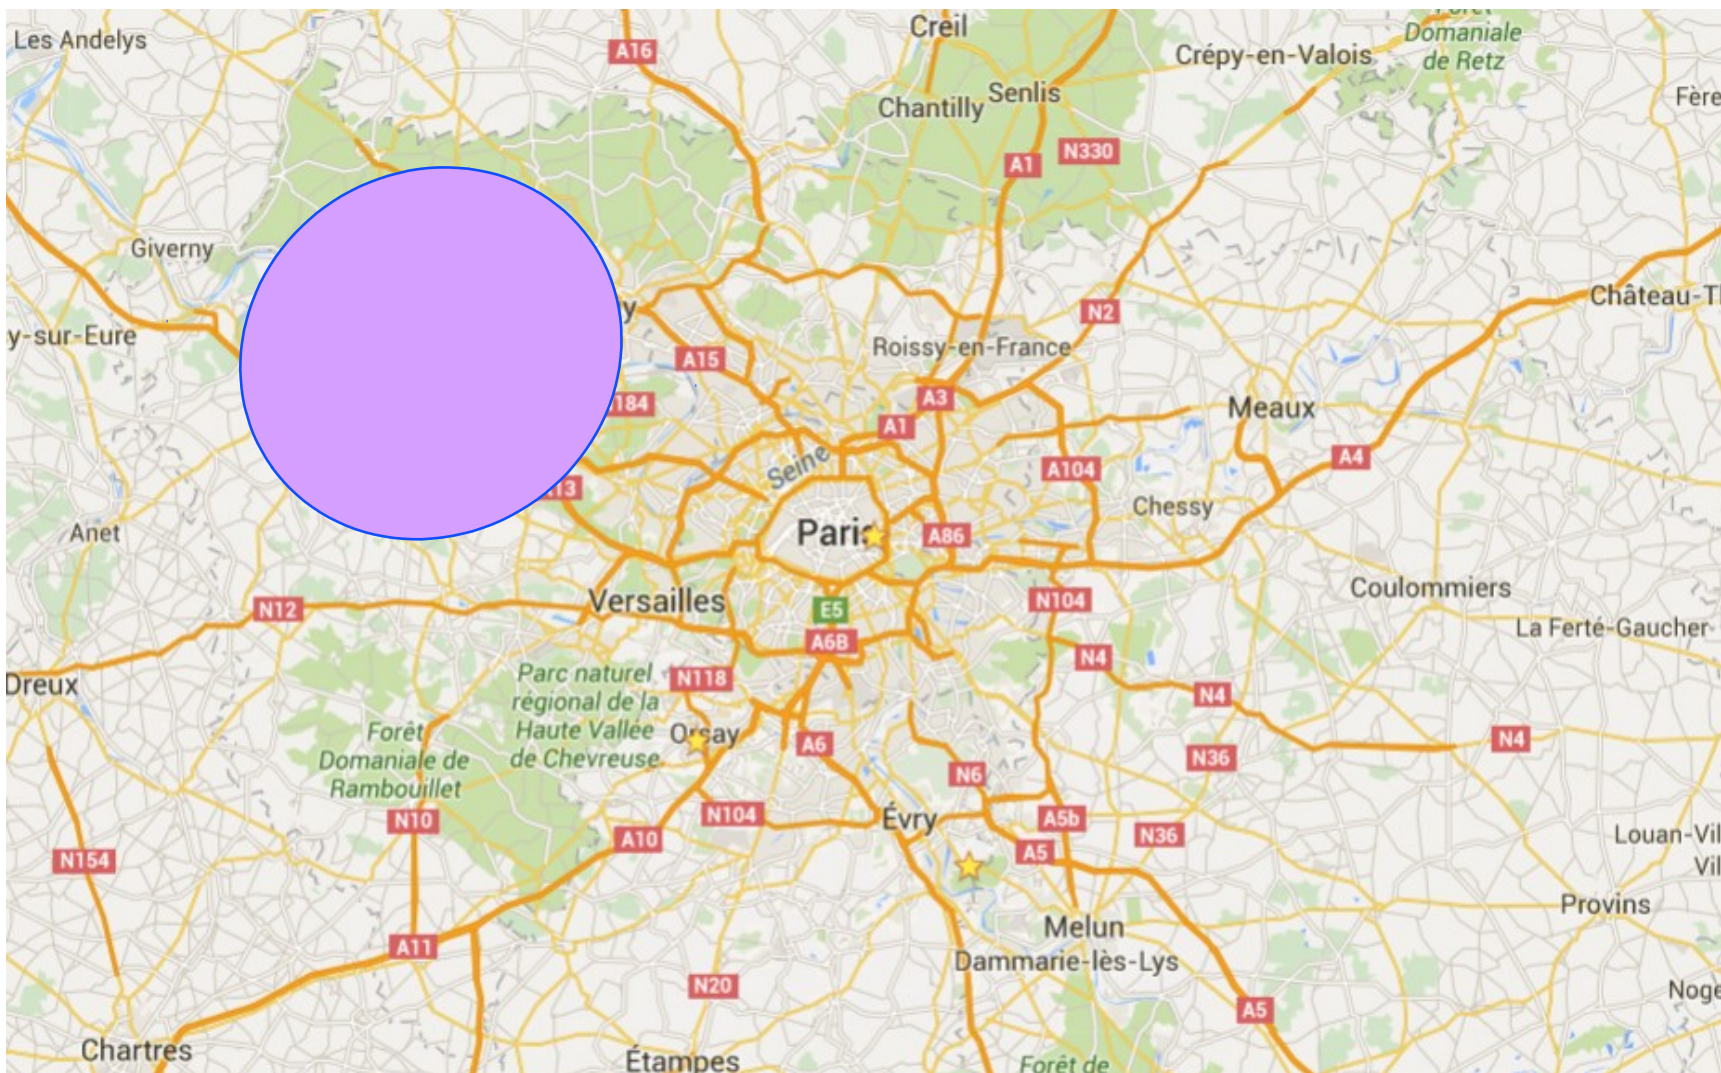 Les Andelys
A16
Creil
Domaniale
de Retz
Crépy-en-Valois
Senlis
Chantilly
Fère
A1
N330
Giverny
y-sur-Eure
y
N2
Château-T
Roissy-en-France
A15
184
A3
A1
Meaux
A4
A104
Seine
13
Chessy
Anet
Paris
A86
Coulommiers
N12
Versailles
E5
N104
A6B
La Ferté-Gaucher
N4
N118
Parc naturel
régional de la
Haute Vallée
de Chevreuse
Dreux
N4
Forêt
Domaniale de
Rambouillet
Orsay
A6
N4
N36
N6
N10
N104
Évry
A5b
A10
A5
N36
Louan-Vil
Vil
N154
Provins
Melun
A11
Dammarie-lès-Lys
N20
Noge
A5
Chartres
Étampes
Forêt de